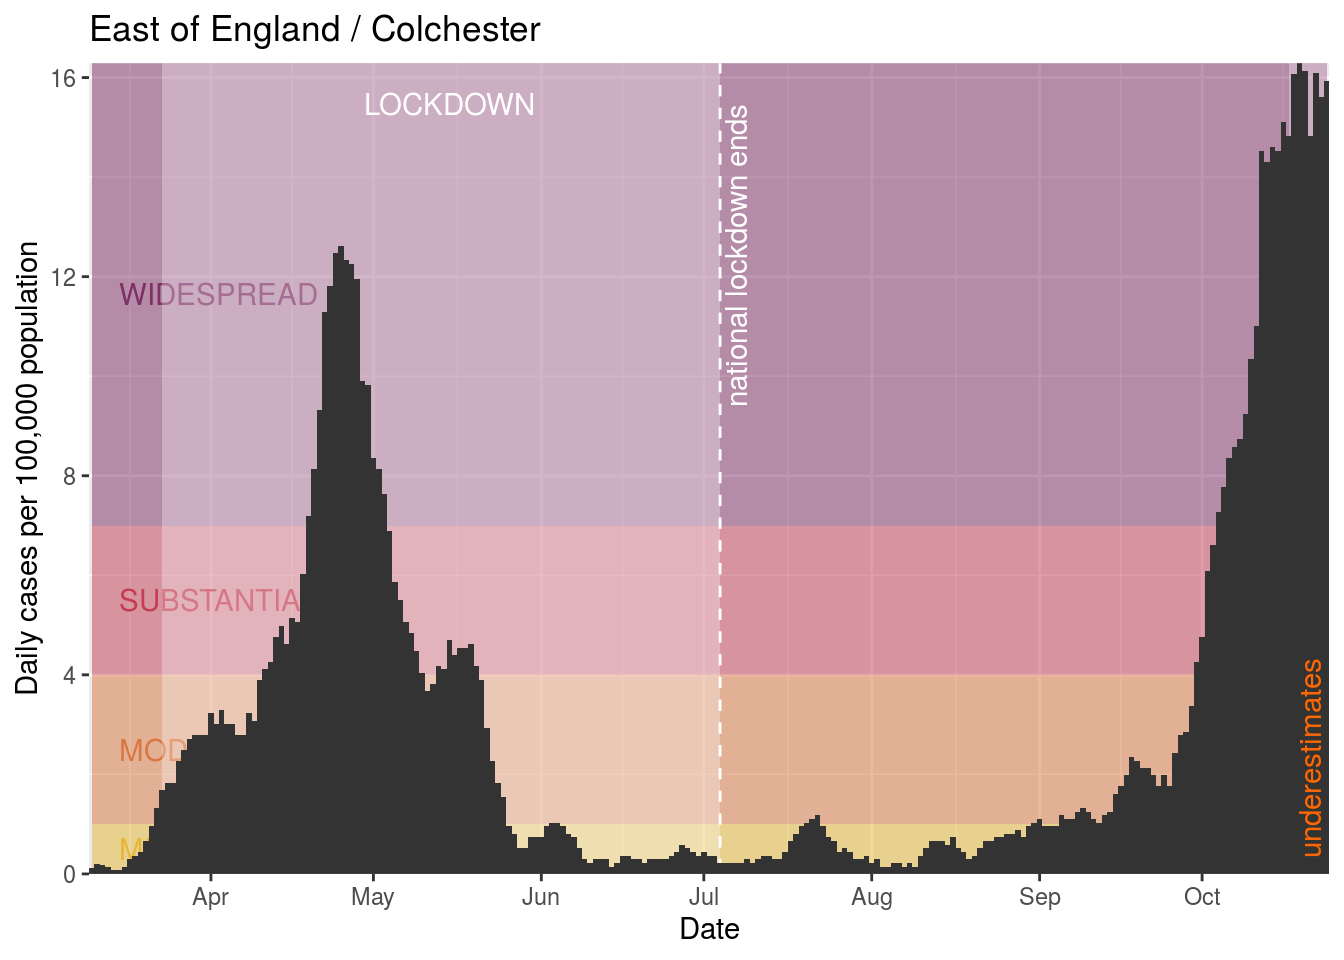 East of England / Colchester
16
12
8
4
0
Daily cases per 100,000 population
LOCKDOWN
national lockdown ends
WIDESPREAD
SUBSTANTIA
MOD
M
underestimates
Apr
May
Jun
Jul
Aug
Sep
Oct
Date